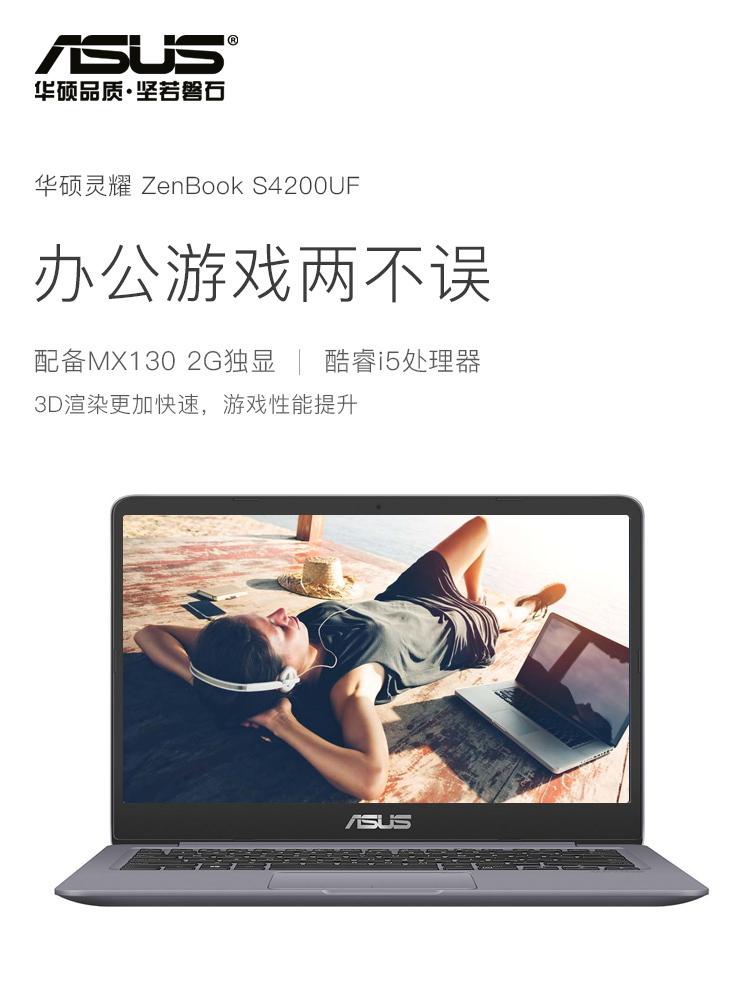 ASUS®
华硕品质·坚若磐石
华硕灵耀 ZenBook S4200UF
办公游戏两不误
配备MX130 2G独显 | 酷睿i5处理器
3D渲染更加快速，游戏性能提升
ASUS